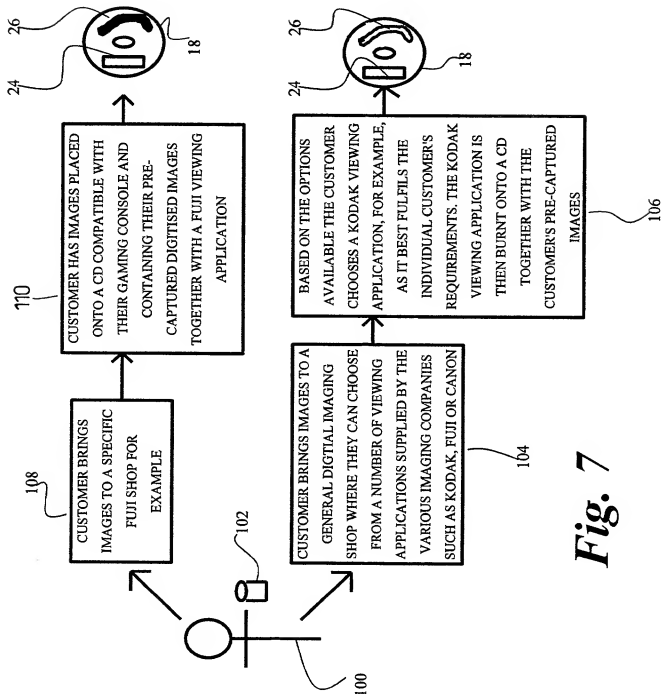 26
18
24
CUSTOMER HAS IMAGES PLACED
ONTO A CD COMPATIBLE WITH
THEIR GAMING CONSOLE AND
CONTAINING THEIR PRE-
CAPTURED DIGITISED IMAGES
TOGETHER WITH A FUJI VIEWING
APPLICATION
110
CUSTOMER BRINGS
IMAGES TO A SPECIFIC
FUJI SHOP FOR
EXAMPLE
108
26
18
24
BASED ON THE OPTIONS
AVAILABLE THE CUSTOMER
CHOOSES A KODAK VIEWING
APPLICATION, FOR EXAMPLE,
AS IT BEST FULFILS THE
INDIVIDUAL CUSTOMER'S
REQUIREMENTS. THE KODAK
VIEWING APPLICATION IS
THEN BURNT ONTO A CD
TOGETHER WITH THE
CUSTOMER'S PRE-CAPTURED
IMAGES
106
CUSTOMER BRINGS IMAGES TO A
GENERAL DIGTIAL IMAGING
SHOP WHERE THEY CAN CHOOSE
FROM A NUMBER OF VIEWING
APPLICATIONS SUPPLIED BY THE
VARIOUS IMAGING COMPANIES
SUCH AS KODAK, FUJI OR CANON
104
102
100
Fig. 7